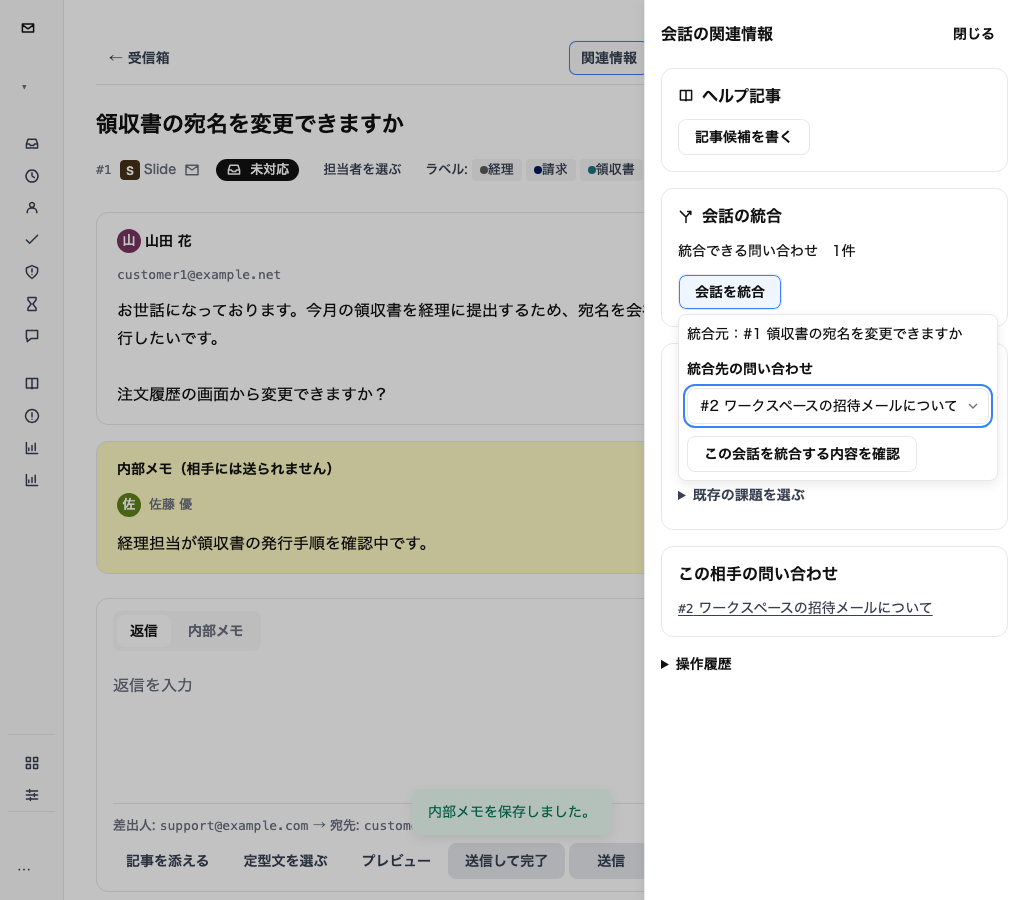 ← 受信箱
関連情報
領収書の宛名を変更できますか
#1 S Slide 未対応 担当者を選ぶ ラベル: 経理 請求 領収書
山 山田 花
customer1@example.net
お世話になっております。今月の領収書を経理に提出するため、宛名を会
行したいです。
注文履歴の画面から変更できますか？
内部メモ（相手には送られません）
佐 佐藤 優
経理担当が領収書の発行手順を確認中です。
返信 内部メモ
返信を入力
内部メモを保存しました。
差出人: support@example.com → 宛先: custom
記事を添える 定型文を選ぶ プレビュー 送信して完了 送信
...
会話の関連情報 閉じる
ヘルプ記事
記事候補を書く
会話の統合
統合できる問い合わせ 1件
会話を統合
統合元：#1 領収書の宛名を変更できますか
統合先の問い合わせ
#2 ワークスペースの招待メールについて
この会話を統合する内容を確認
▶ 既存の課題を選ぶ
この相手の問い合わせ
#2 ワークスペースの招待メールについて
▶ 操作履歴